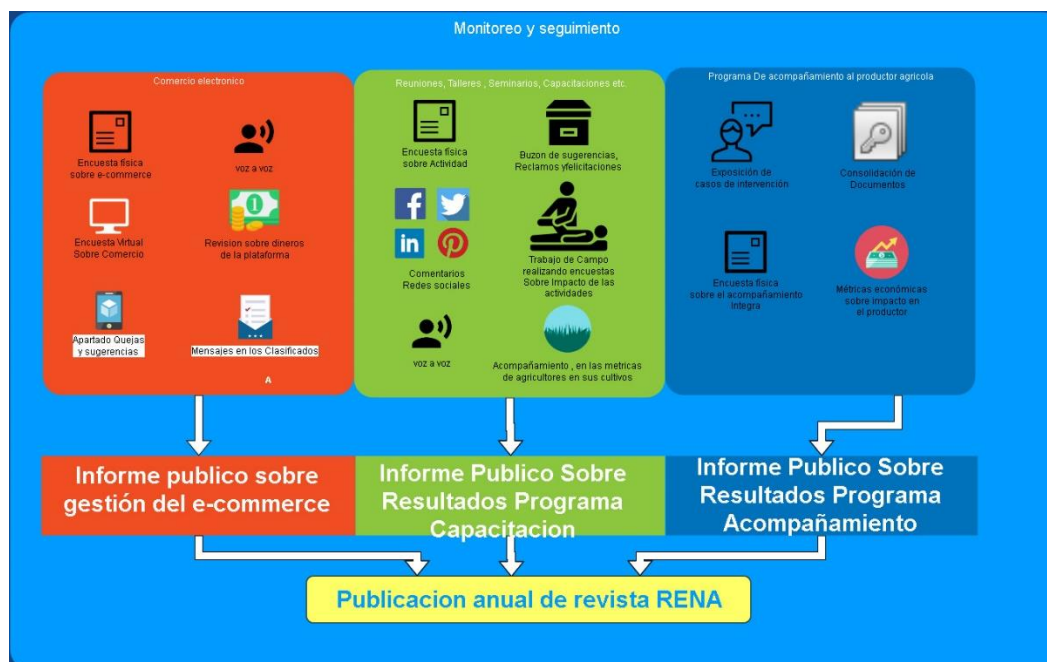 Monitoreo y seguimiento
Comercio electronico
Encuesta física
sobre e-commerce
voz a voz
Encuesta Virtual
Sobre Comercio
Revision sobre dineros
de la plataforma
Apartado Quejas
y sugerencias
Mensajes en los Clasificados
A
Reuniones, Talleres , Seminarios, Capacitaciones etc.
Encuesta física
sobre Actividad
Buzon de sugerencias,
Reclamos yfelicitaciones
Comentarios
Redes sociales
Trabajo de Campo
realizando encuestas
Sobre Impacto de las
actividades
voz a voz
Acompañamiento , en las metricas
de agricultores en sus cultivos
Programa De acompañamiento al productor agricola
Exposición de
casos de intervención
Consolidación de
Documentos
Encuesta física
sobre el acompañamiento
integra
Métricas económicas
sobre impacto en
el productor
Informe publico sobre
gestión del e-commerce
Informe Publico Sobre
Resultados Programa
Capacitacion
Informe Publico Sobre
Resultados Programa
Acompañamiento
Publicacion anual de revista RENA